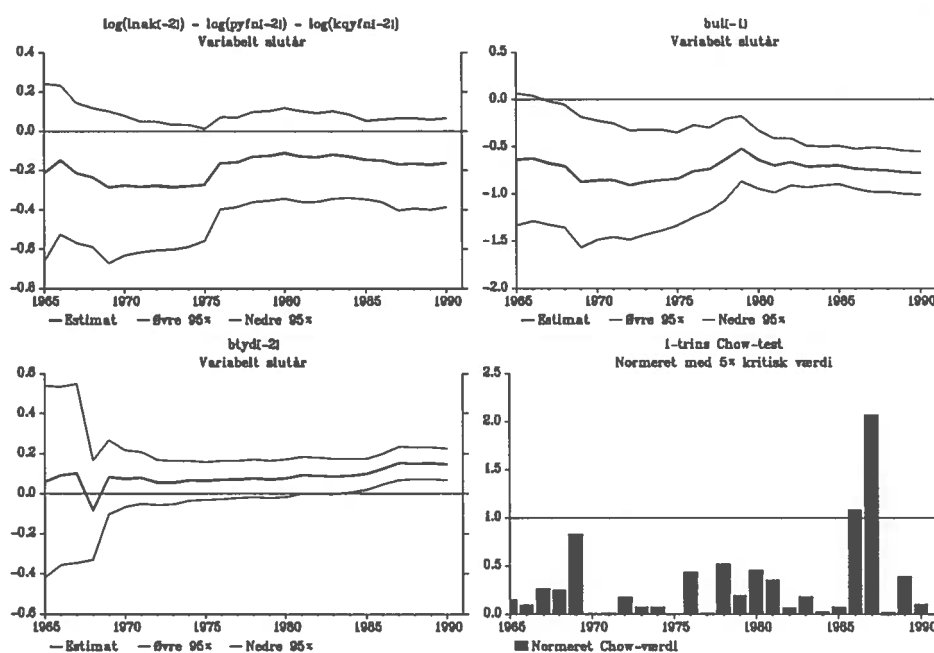 log(lnak[-2]) - log(pyfn[-2]) - log(kqyfn[-2])
Variabelt slutår
0.4
0.2
0.0
-0.2
-0.4
-0.6
-0.8
1965 1970 1975 1980 1985 1990
Estimat Øvre 95% Nedre 95%
bul[-1]
Variabelt slutår
0.5
0.0
-0.5
-1.0
-1.5
-2.0
1965 1970 1975 1980 1985 1990
Estimat Øvre 95% Nedre 95%
btyd[-2]
Variabelt slutår
0.6
0.4
0.2
0.0
-0.2
-0.4
-0.6
1965 1970 1975 1980 1985 1990
Estimat Øvre 95% Nedre 95%
1-trins Chow-test
Normeret med 5% kritisk værdi
2.5
2.0
1.5
1.0
0.5
0.0
1965 1970 1975 1980 1985 1990
Normeret Chow-værdi